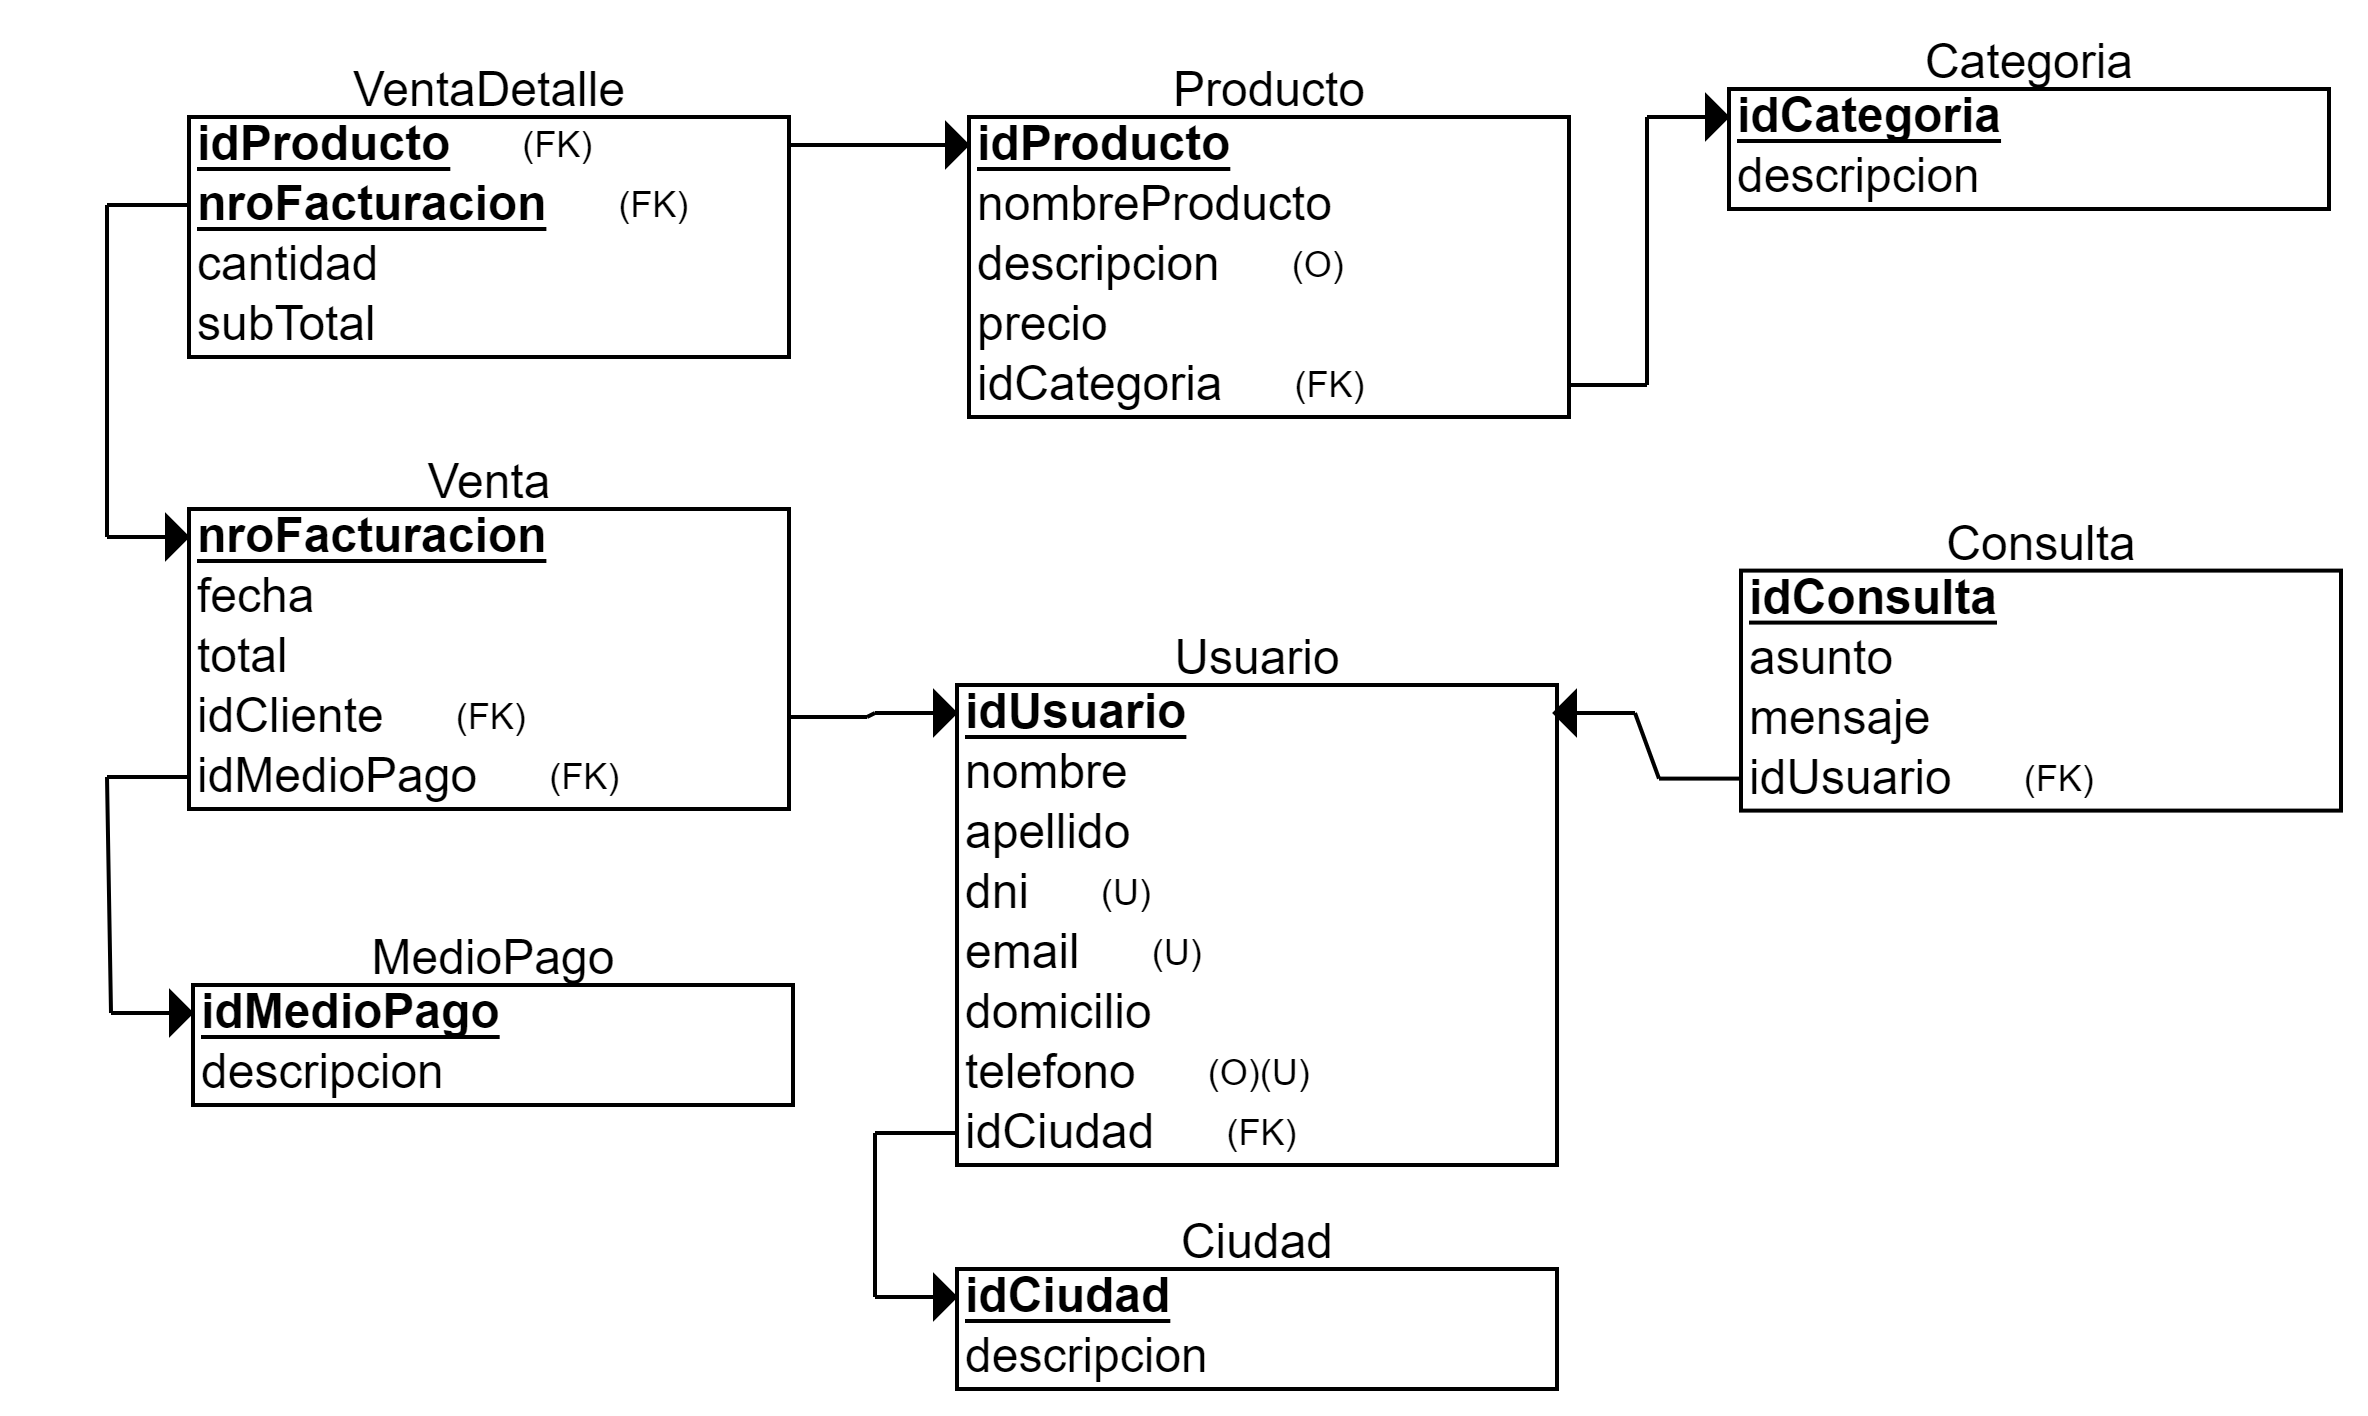 VentaDetalle
idProducto (FK)
nroFacturacion (FK)
cantidad
subTotal
Producto
idProducto
nombreProducto
descripcion (O)
precio
idCategoria (FK)
Categoria
idCategoria
descripcion
Venta
nroFacturacion
fecha
total
idCliente (FK)
idMedioPago (FK)
Usuario
idUsuario
nombre
apellido
dni (U)
email (U)
domicilio
telefono (O)(U)
idCiudad (FK)
Consulta
idConsulta
asunto
mensaje
idUsuario (FK)
MedioPago
idMedioPago
descripcion
Ciudad
idCiudad
descripcion